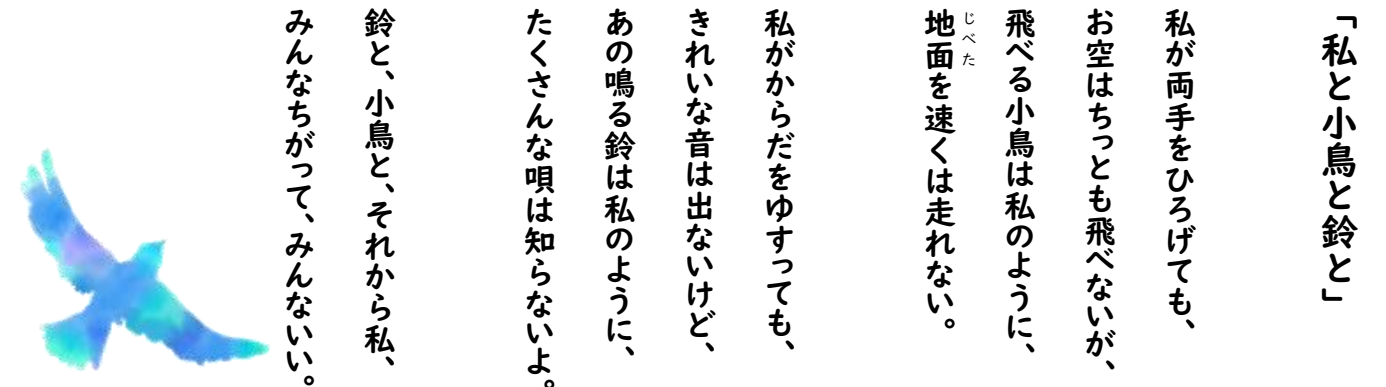 「私と小鳥と鈴と」
私が両手をひろげても、
お空はちっとも飛べないが、
飛べる小鳥は私のように、
地面を速くは走れない。
じべた
私がからだをゆすっても、
きれいな音は出ないけど、
あの鳴る鈴は私のように、
たくさんな唄は知らないよ。
鈴と、小鳥と、それから私、
みんなちがって、みんないい。